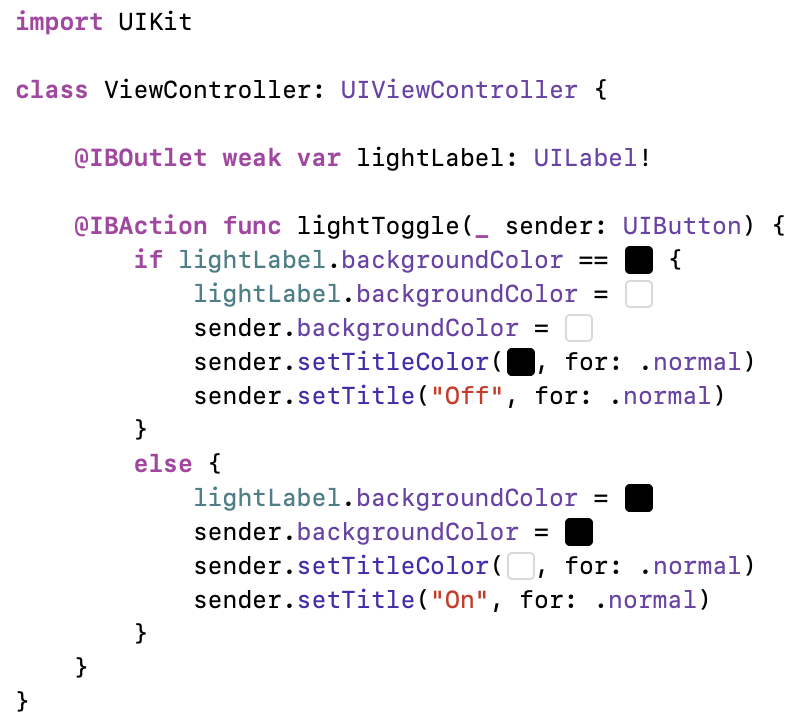 import UIKit
class ViewController: UIViewController {
@IBOutlet weak var lightLabel: UILabel!
@IBAction func lightToggle(_ sender: UIButton) {
if lightLabel.backgroundColor == {
lightLabel.backgroundColor =
sender.backgroundColor =
sender.setTitleColor( , for: .normal)
sender.setTitle("Off", for: .normal)
}
else {
lightLabel.backgroundColor =
sender.backgroundColor =
sender.setTitleColor( , for: .normal)
sender.setTitle("On", for: .normal)
}
}
}